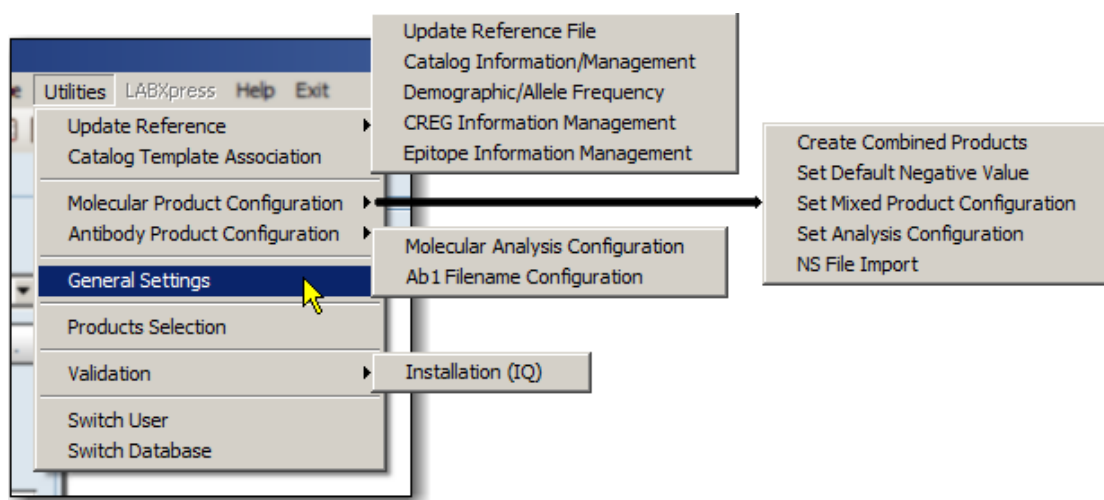 Utilities LABXpress Help Exit
Update Reference
Catalog Template Association
Molecular Product Configuration
Antibody Product Configuration
General Settings
Products Selection
Validation
Switch User
Switch Database
Update Reference File
Catalog Information/Management
Demographic/Allele Frequency
CREG Information Management
Epitope Information Management
Create Combined Products
Set Default Negative Value
Set Mixed Product Configuration
Set Analysis Configuration
NS File Import
Molecular Analysis Configuration
Ab1 Filename Configuration
Installation (IQ)